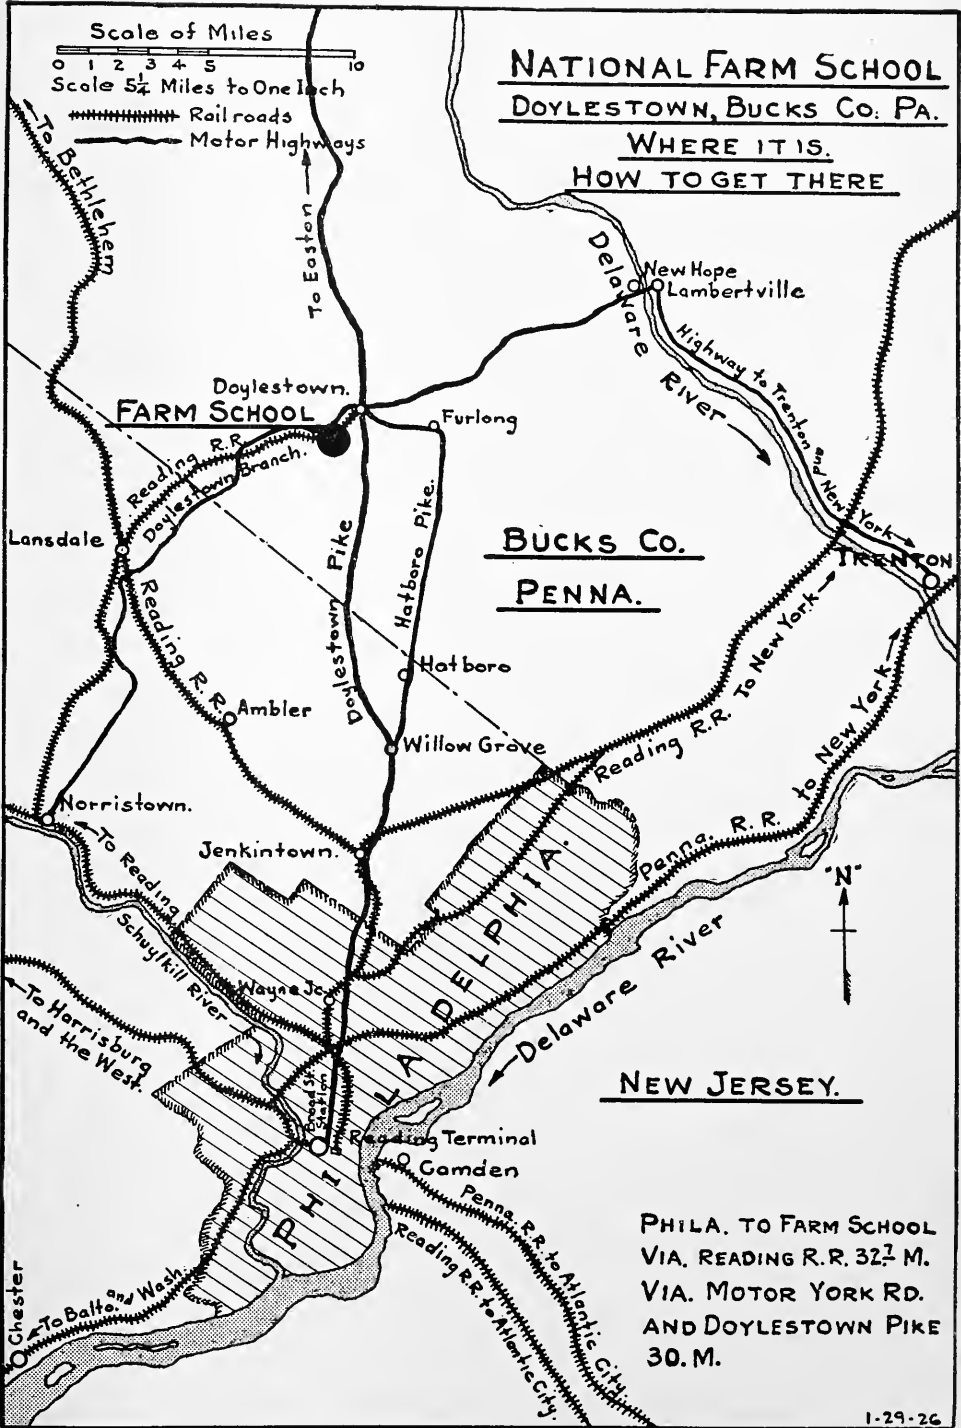 Scale of Miles
0 1 2 3 4 5 10
Scale 5¼ Miles to One Inch
Railroads
Motor Highways
NATIONAL FARM SCHOOL
DOYLESTOWN, BUCKS CO: PA.
WHERE IT IS.
HOW TO GET THERE
To Bethlehem
To Easton
Delaware River
New Hope
Lambertville
Highway to Trenton and New York
Doylestown.
FARM SCHOOL
Furlong
Reading R.R.
Doylestown Branch.
Lansdale
Doylestown Pike
Hatboro Pike.
BUCKS CO.
PENNA.
TRENTON
Reading R.R.
Hatboro
Ambler
Willow Grove
Reading R.R. To New York
Penna. R.R. to New York
Norristown.
To Reading
Jenkintown.
"N"
Schuylkill River
Wayne Jc.
PHILADELPHIA.
Delaware River
To Harrisburg
and the West.
Broad St.
Station
NEW JERSEY.
Reading Terminal
Camden
Penna. R.R. to Atlantic City.
Reading R.R. to Atlantic City.
To Balto. and Wash.
Chester
PHILA. TO FARM SCHOOL
VIA. READING R.R. 32.7 M.
VIA. MOTOR YORK RD.
AND DOYLESTOWN PIKE
30. M.
1-29-26